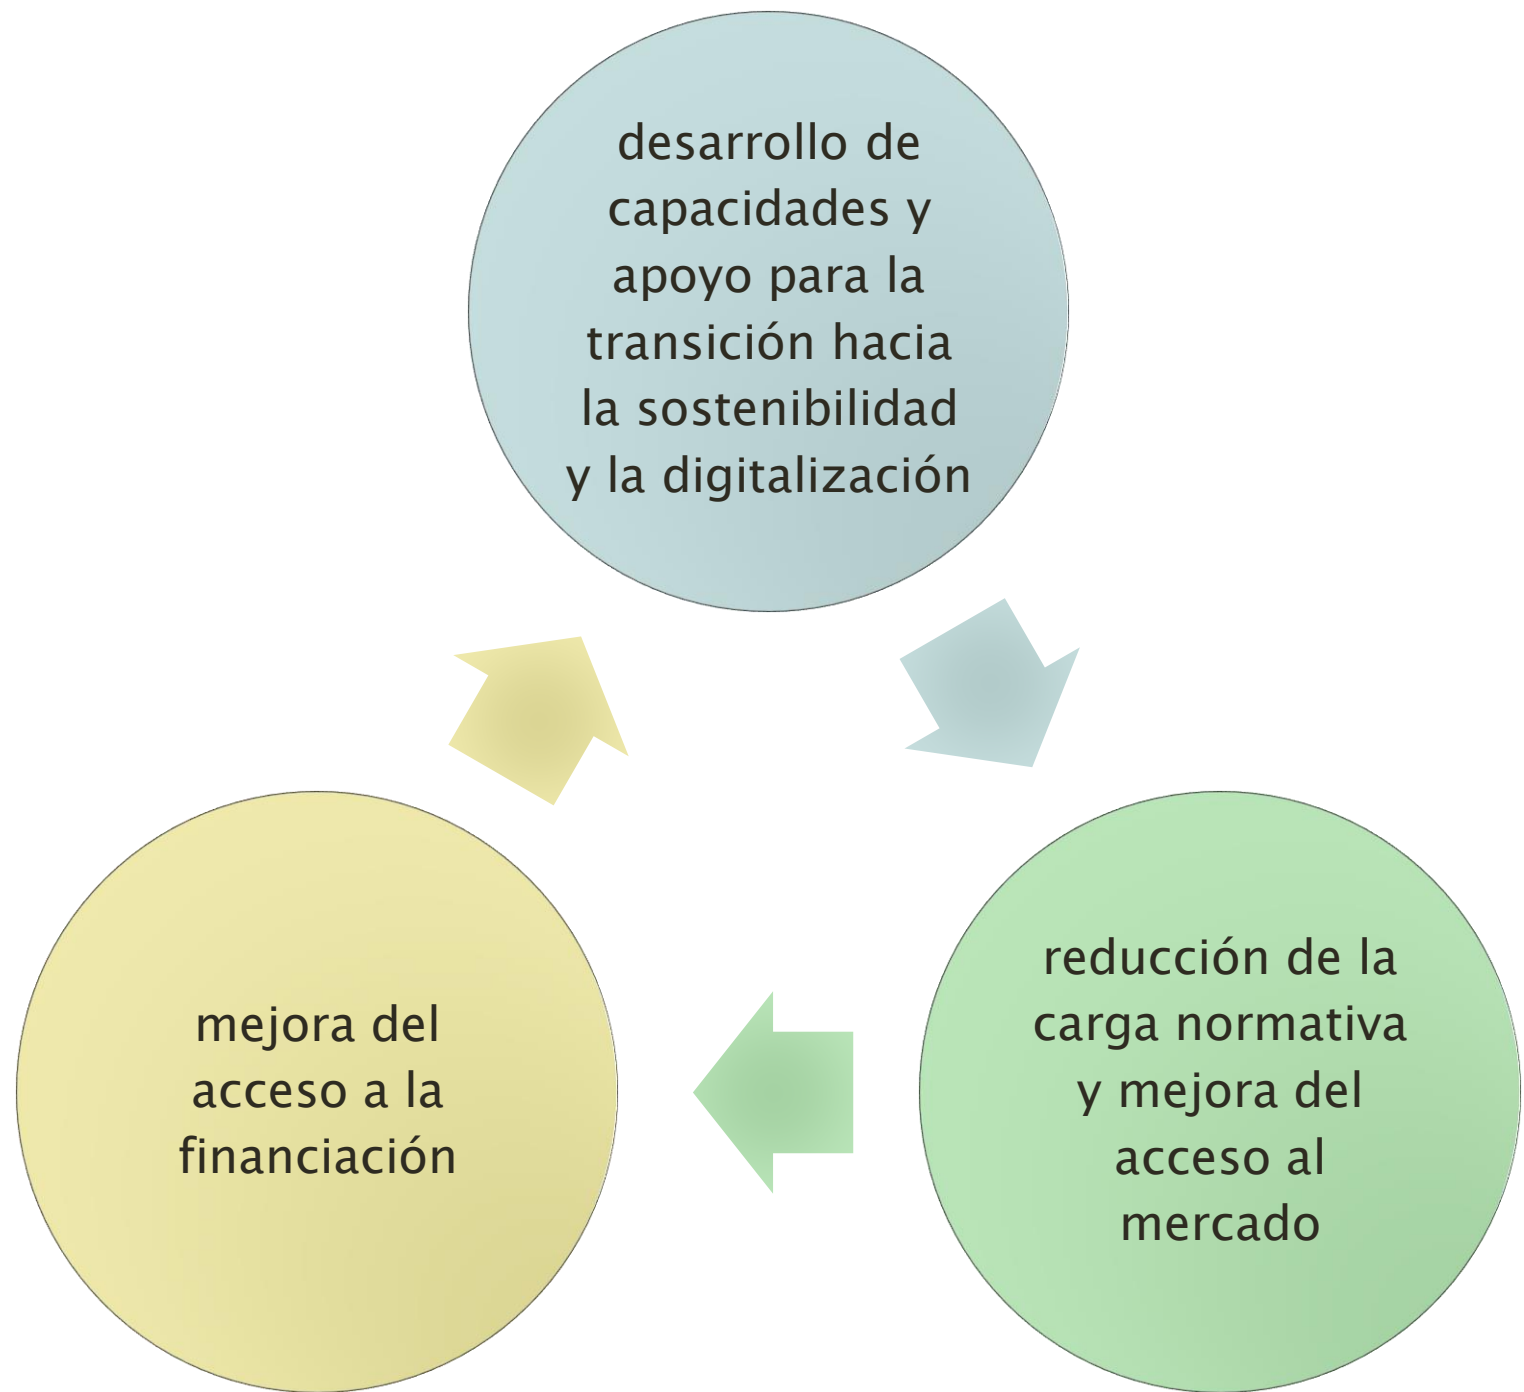 desarrollo de
capacidades y
apoyo para la
transición hacia
la sostenibilidad
y la digitalización
reducción de la
carga normativa
y mejora del
acceso al
mercado
mejora del
acceso a la
financiación